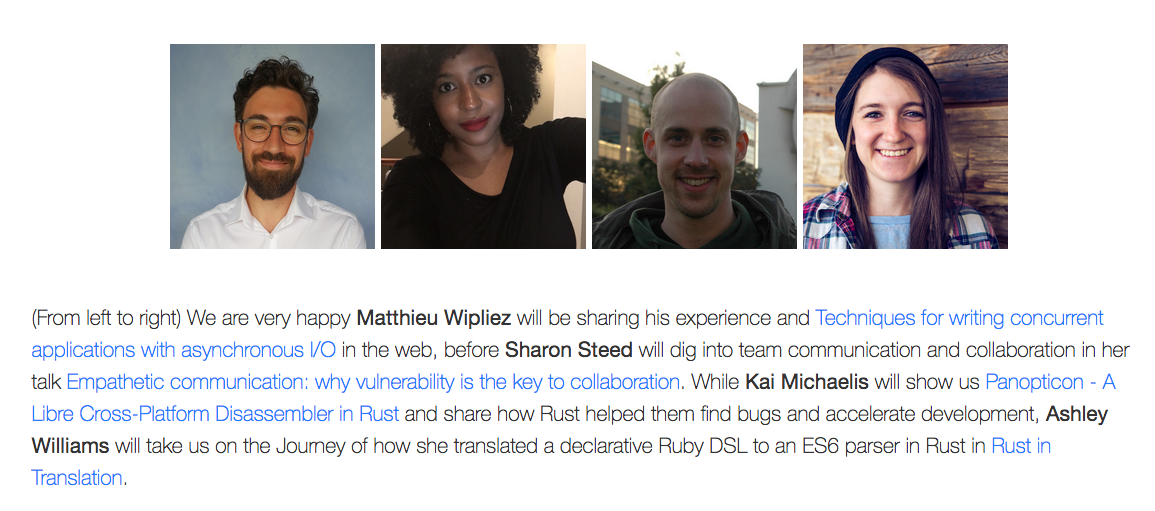 (From left to right) We are very happy Matthieu Wipliez will be sharing his experience and Techniques for writing concurrent
applications with asynchronous I/O in the web, before Sharon Steed will dig into team communication and collaboration in her
talk Empathetic communication: why vulnerability is the key to collaboration. While Kai Michaelis will show us Panopticon - A
Libre Cross-Platform Disassembler in Rust and share how Rust helped them find bugs and accelerate development, Ashley
Williams will take us on the Journey of how she translated a declarative Ruby DSL to an ES6 parser in Rust in Rust in
Translation.